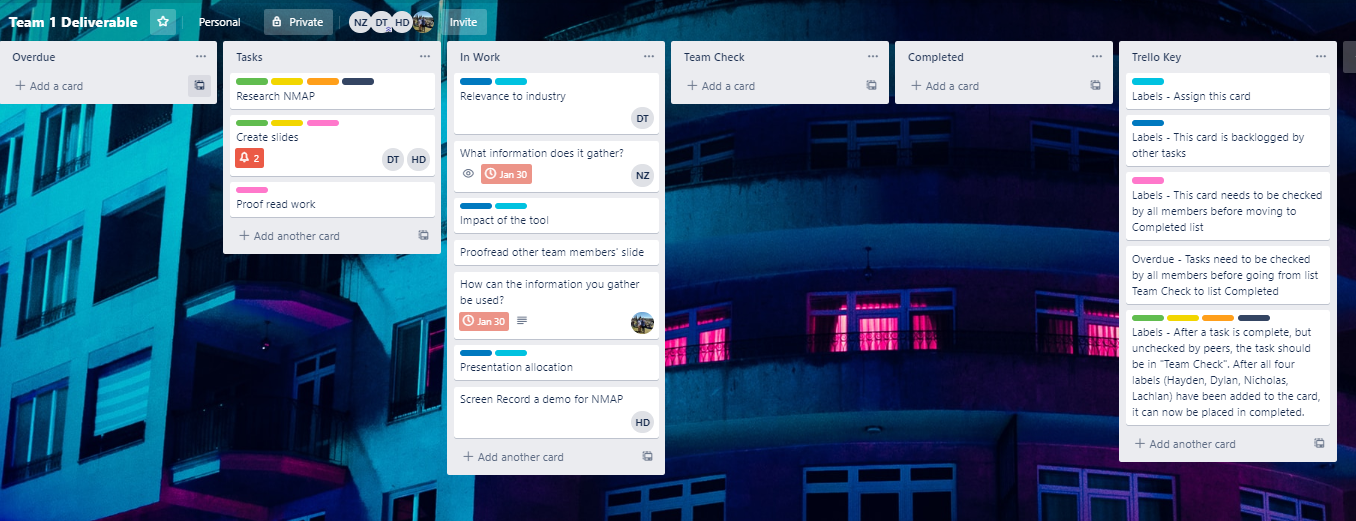 Team 1 Deliverable
Personal
Private
NZ
DT
HD
Invite
Overdue
+ Add a card
Tasks
Research NMAP
Create slides
2
DT
HD
Proof read work
+ Add another card
In Work
Relevance to industry
DT
What information does it gather?
Jan 30
NZ
Impact of the tool
Proofread other team members' slide
How can the information you gather
be used?
Jan 30
Presentation allocation
Screen Record a demo for NMAP
HD
+ Add another card
Team Check
+ Add a card
Completed
+ Add a card
Trello Key
Labels - Assign this card
Labels - This card is backlogged by
other tasks
Labels - This card needs to be checked
by all members before moving to
Completed list
Overdue - Tasks need to be checked
by all members before going from list
Team Check to list Completed
Labels - After a task is complete, but
unchecked by peers, the task should
be in "Team Check". After all four
labels (Hayden, Dylan, Nicholas,
Lachlan) have been added to the card,
it can now be placed in completed.
+ Add another card